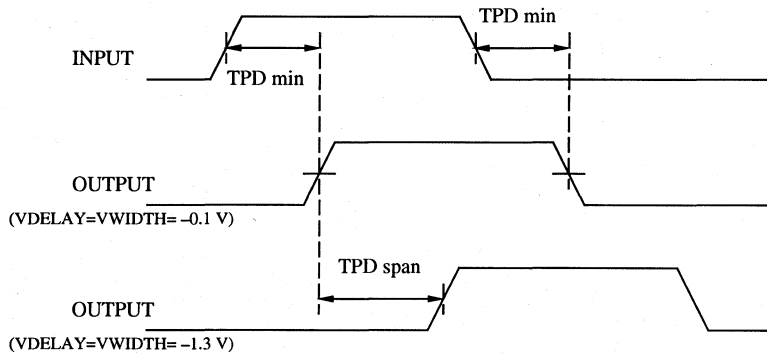 TPD min
INPUT
TPD min
OUTPUT
(VDELAY=VWIDTH= –0.1 V)
TPD span
OUTPUT
(VDELAY=VWIDTH= –1.3 V)